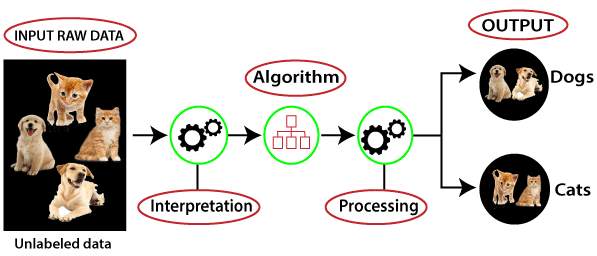 INPUT RAW DATA
Unlabeled data
Interpretation
Algorithm
Processing
OUTPUT
Dogs
Cats